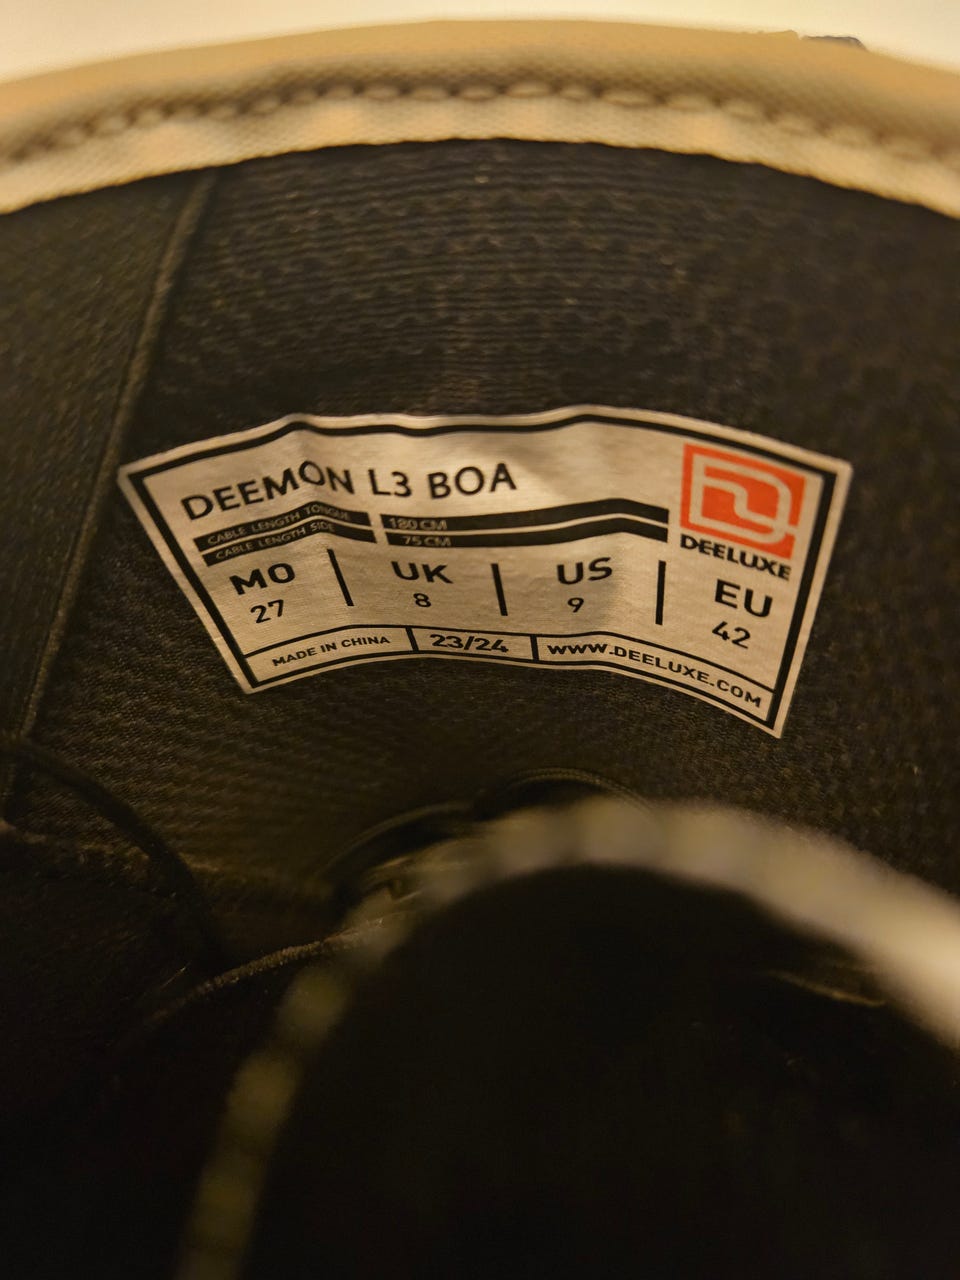 DEEMON L3 BOA
CABLE LENGTH TONGUE 180 CM
CABLE LENGTH SIDE 75 CM
DEELUXE
MO UK US EU
27 8 9 42
MADE IN CHINA 23/24 WWW.DEELUXE.COM